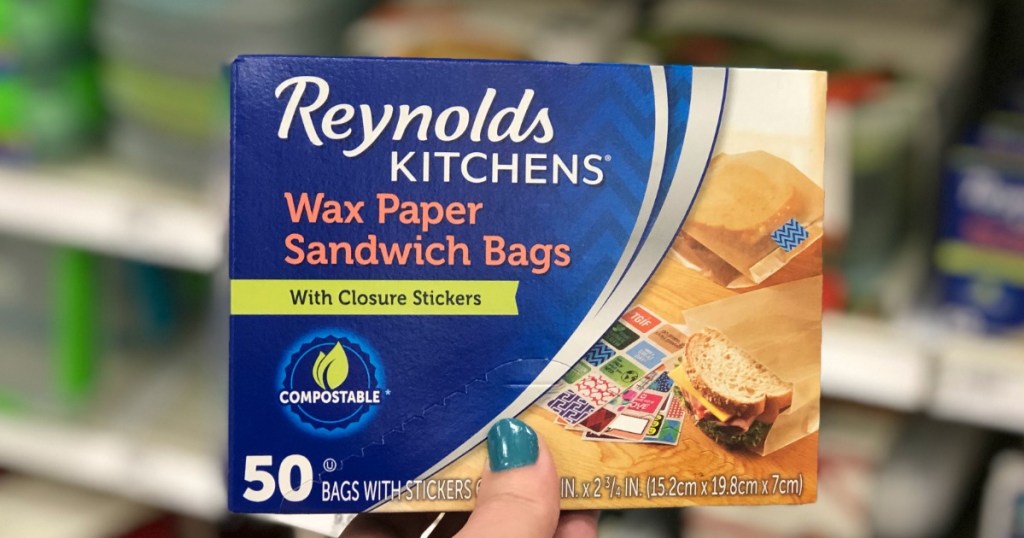 Reynolds
KITCHENS®
Wax Paper
Sandwich Bags
With Closure Stickers
COMPOSTABLE*
50 Ⓤ BAGS WITH STICKERS IN. x 2 3/4 IN. (15.2cm x 19.8cm x 7cm)
TGIF